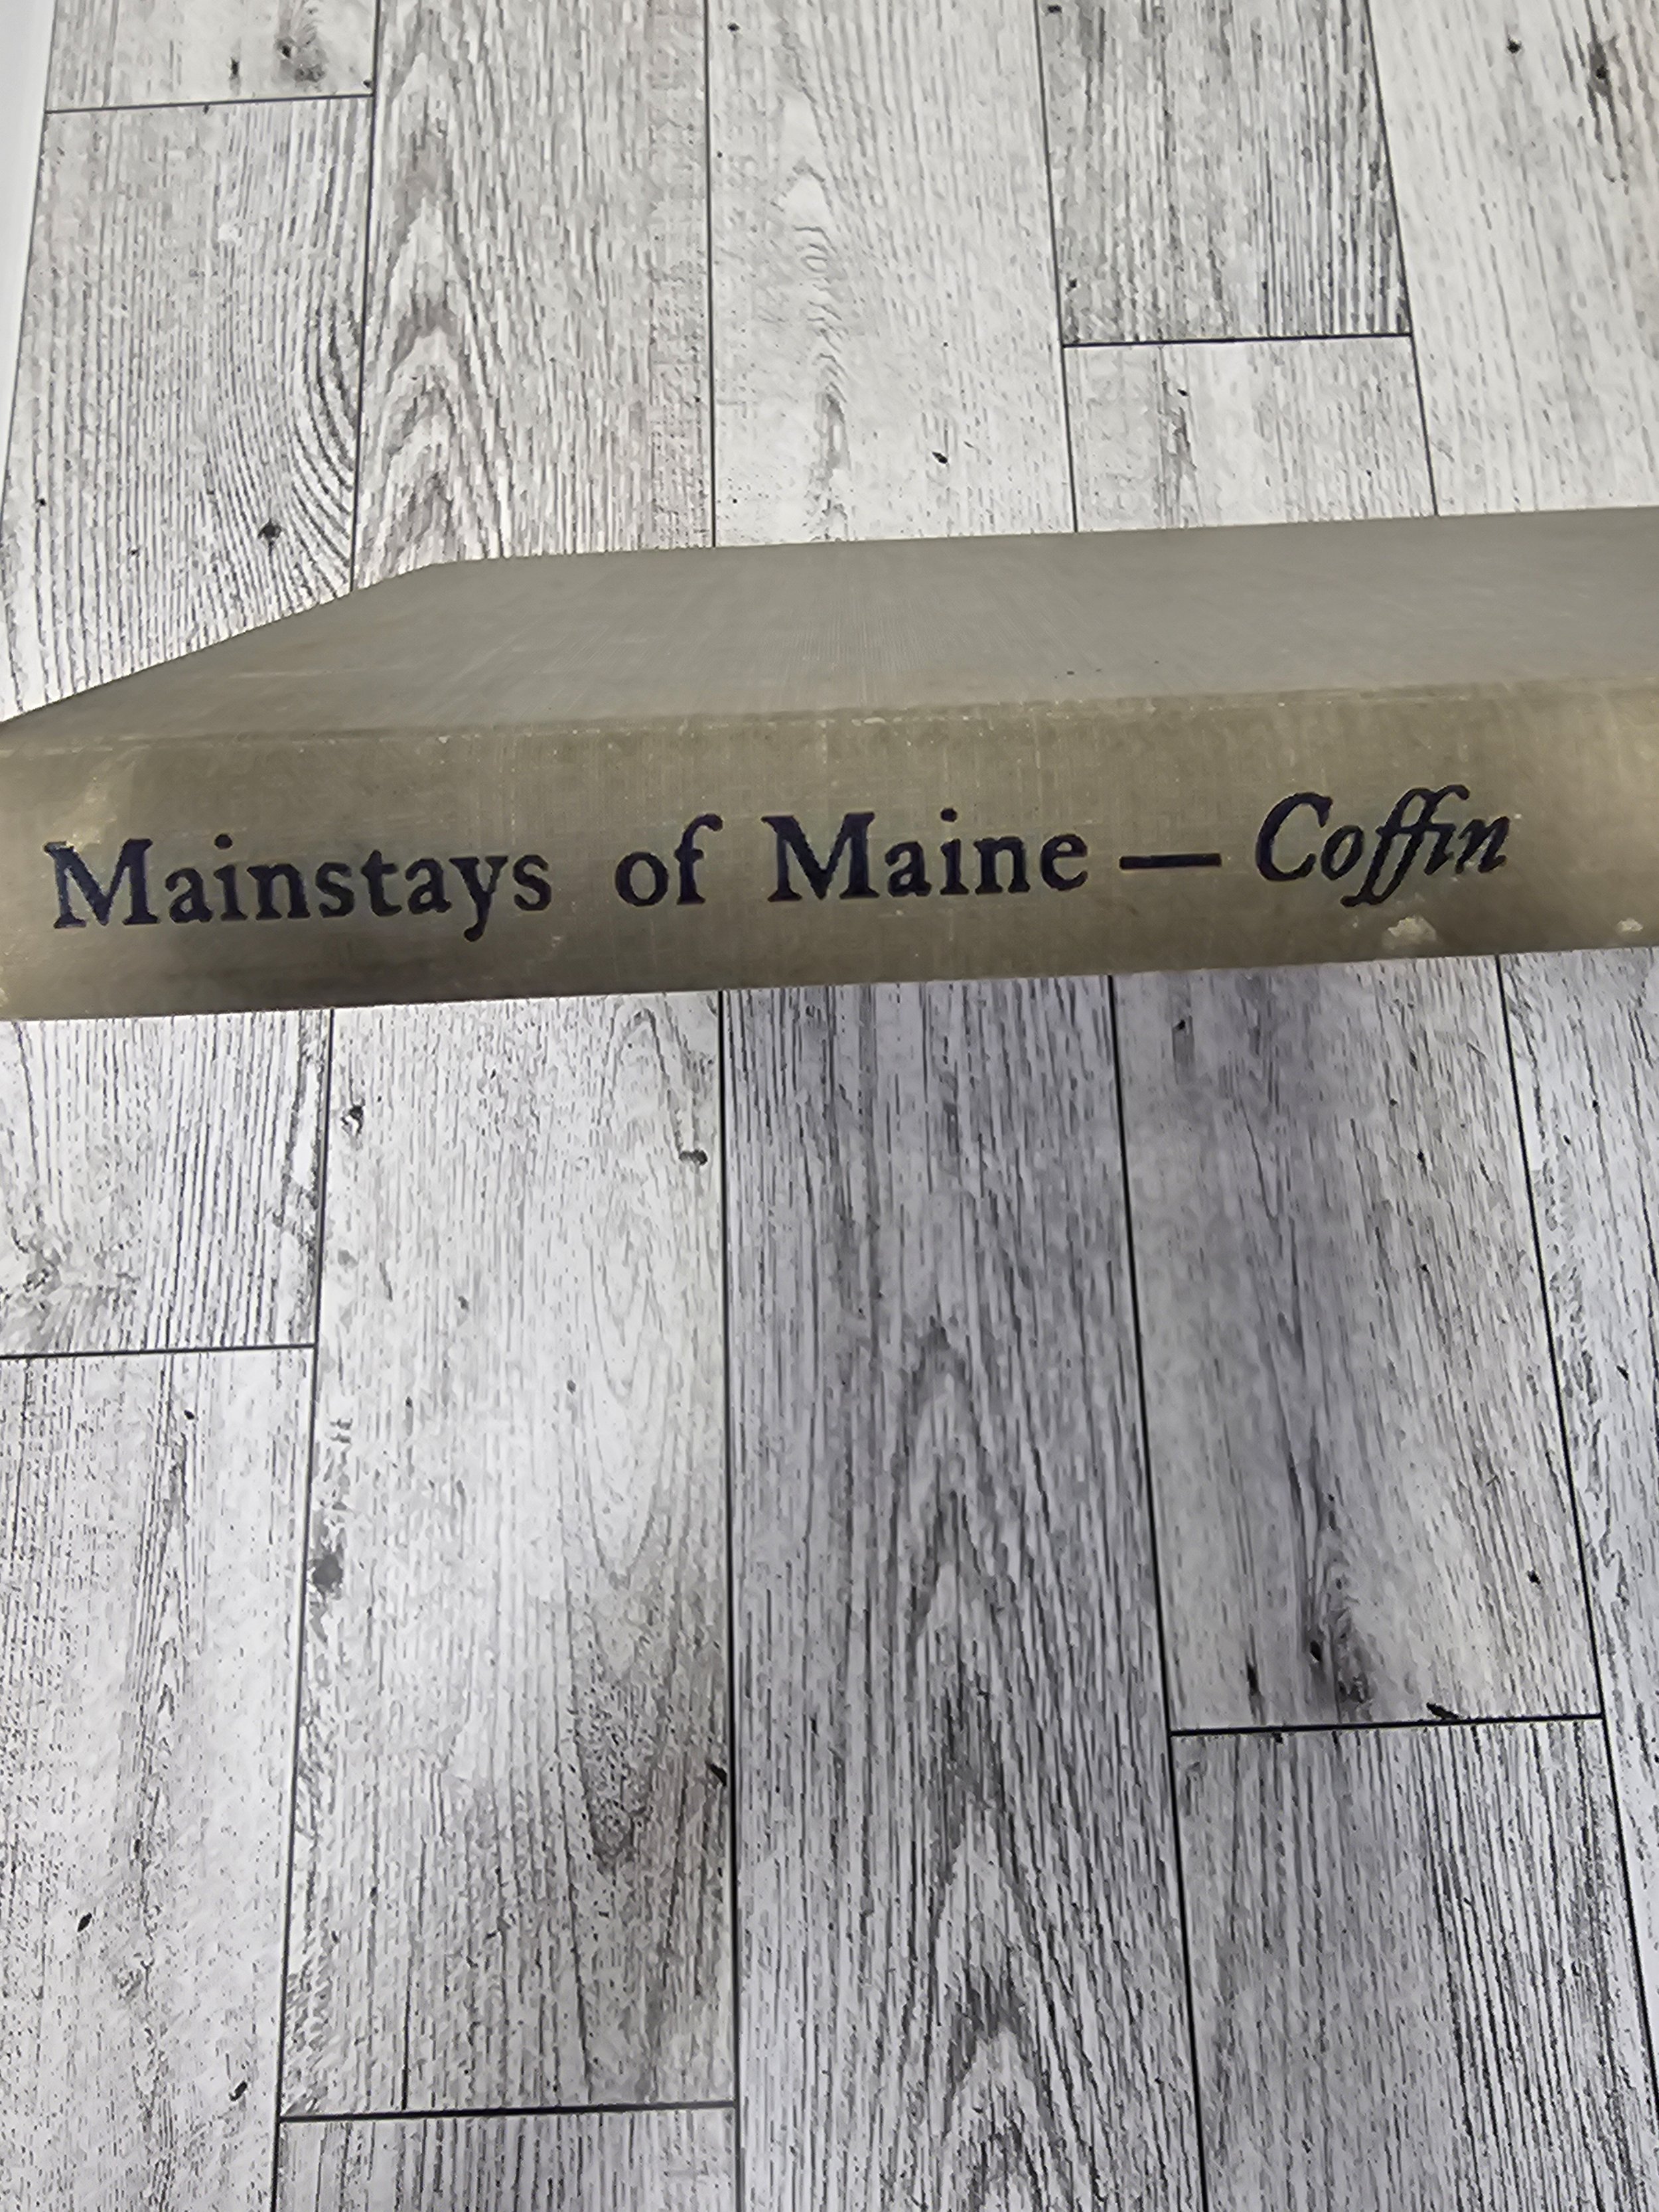 Mainstays of Maine — Coffin